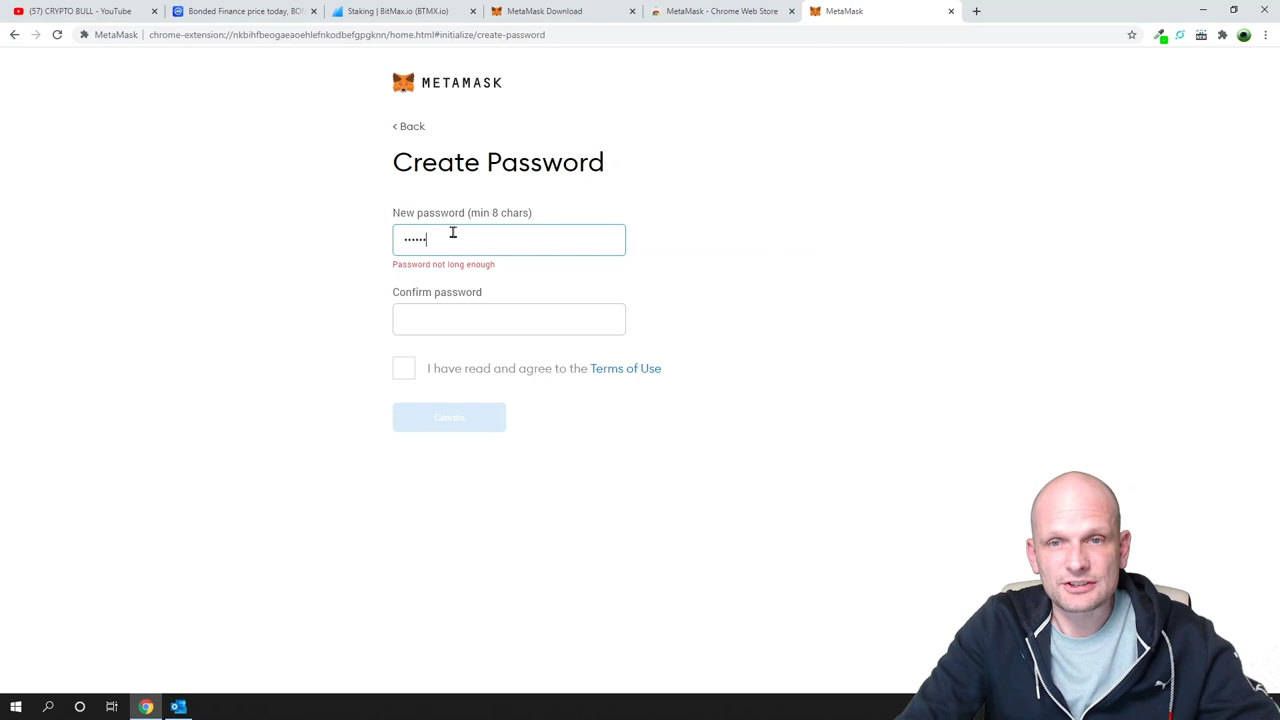 (57) CRYPTO BULL - YouTube
Bonded Finance price today, BO
Staking | BitMax.io (BTMX.io)
MetaMask Download
MetaMask - Chrome Web Store
MetaMask
MetaMask
chrome-extension://nkbihfbeogaeaoehlefnkodbefgpgknn/home.html#initialize/create-password
METAMASK
< Back
Create Password
New password (min 8 chars)
••••••
Password not long enough
Confirm password
I have read and agree to the Terms of Use
Create